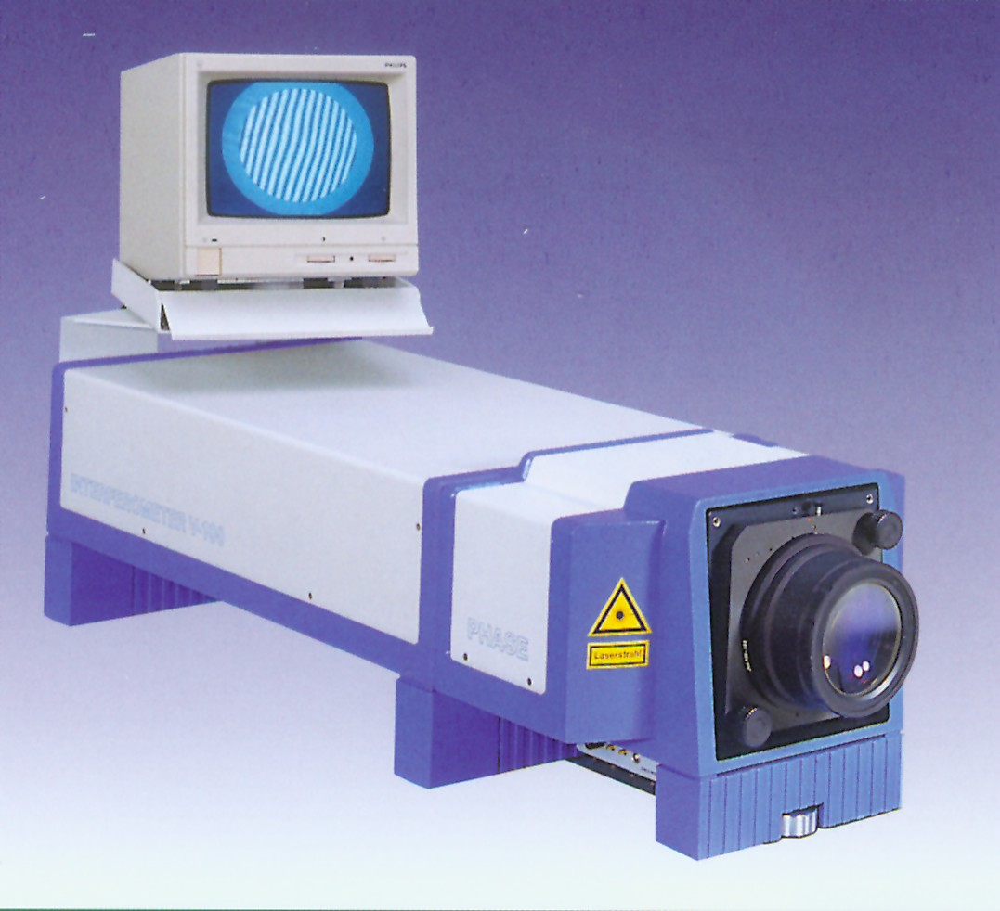 PHILIPS
INTERFEROMETER V-100
PHASE
Laserstrahl